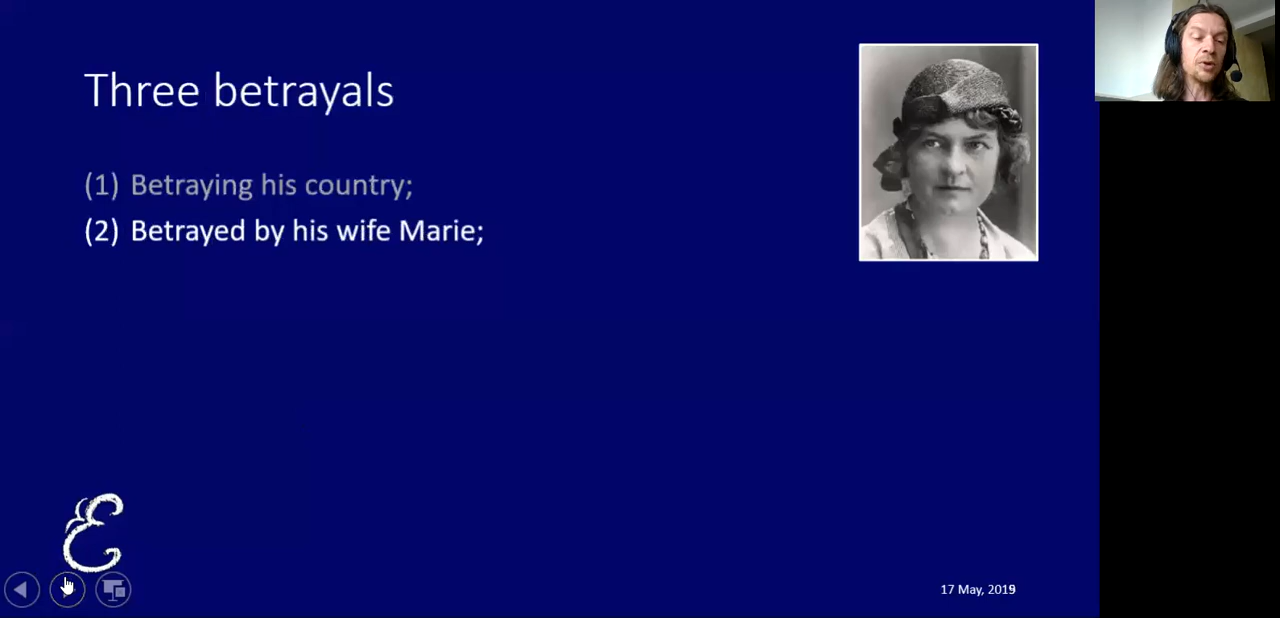 Three betrayals
(1) Betraying his country;
(2) Betrayed by his wife Marie;
E
17 May, 2019